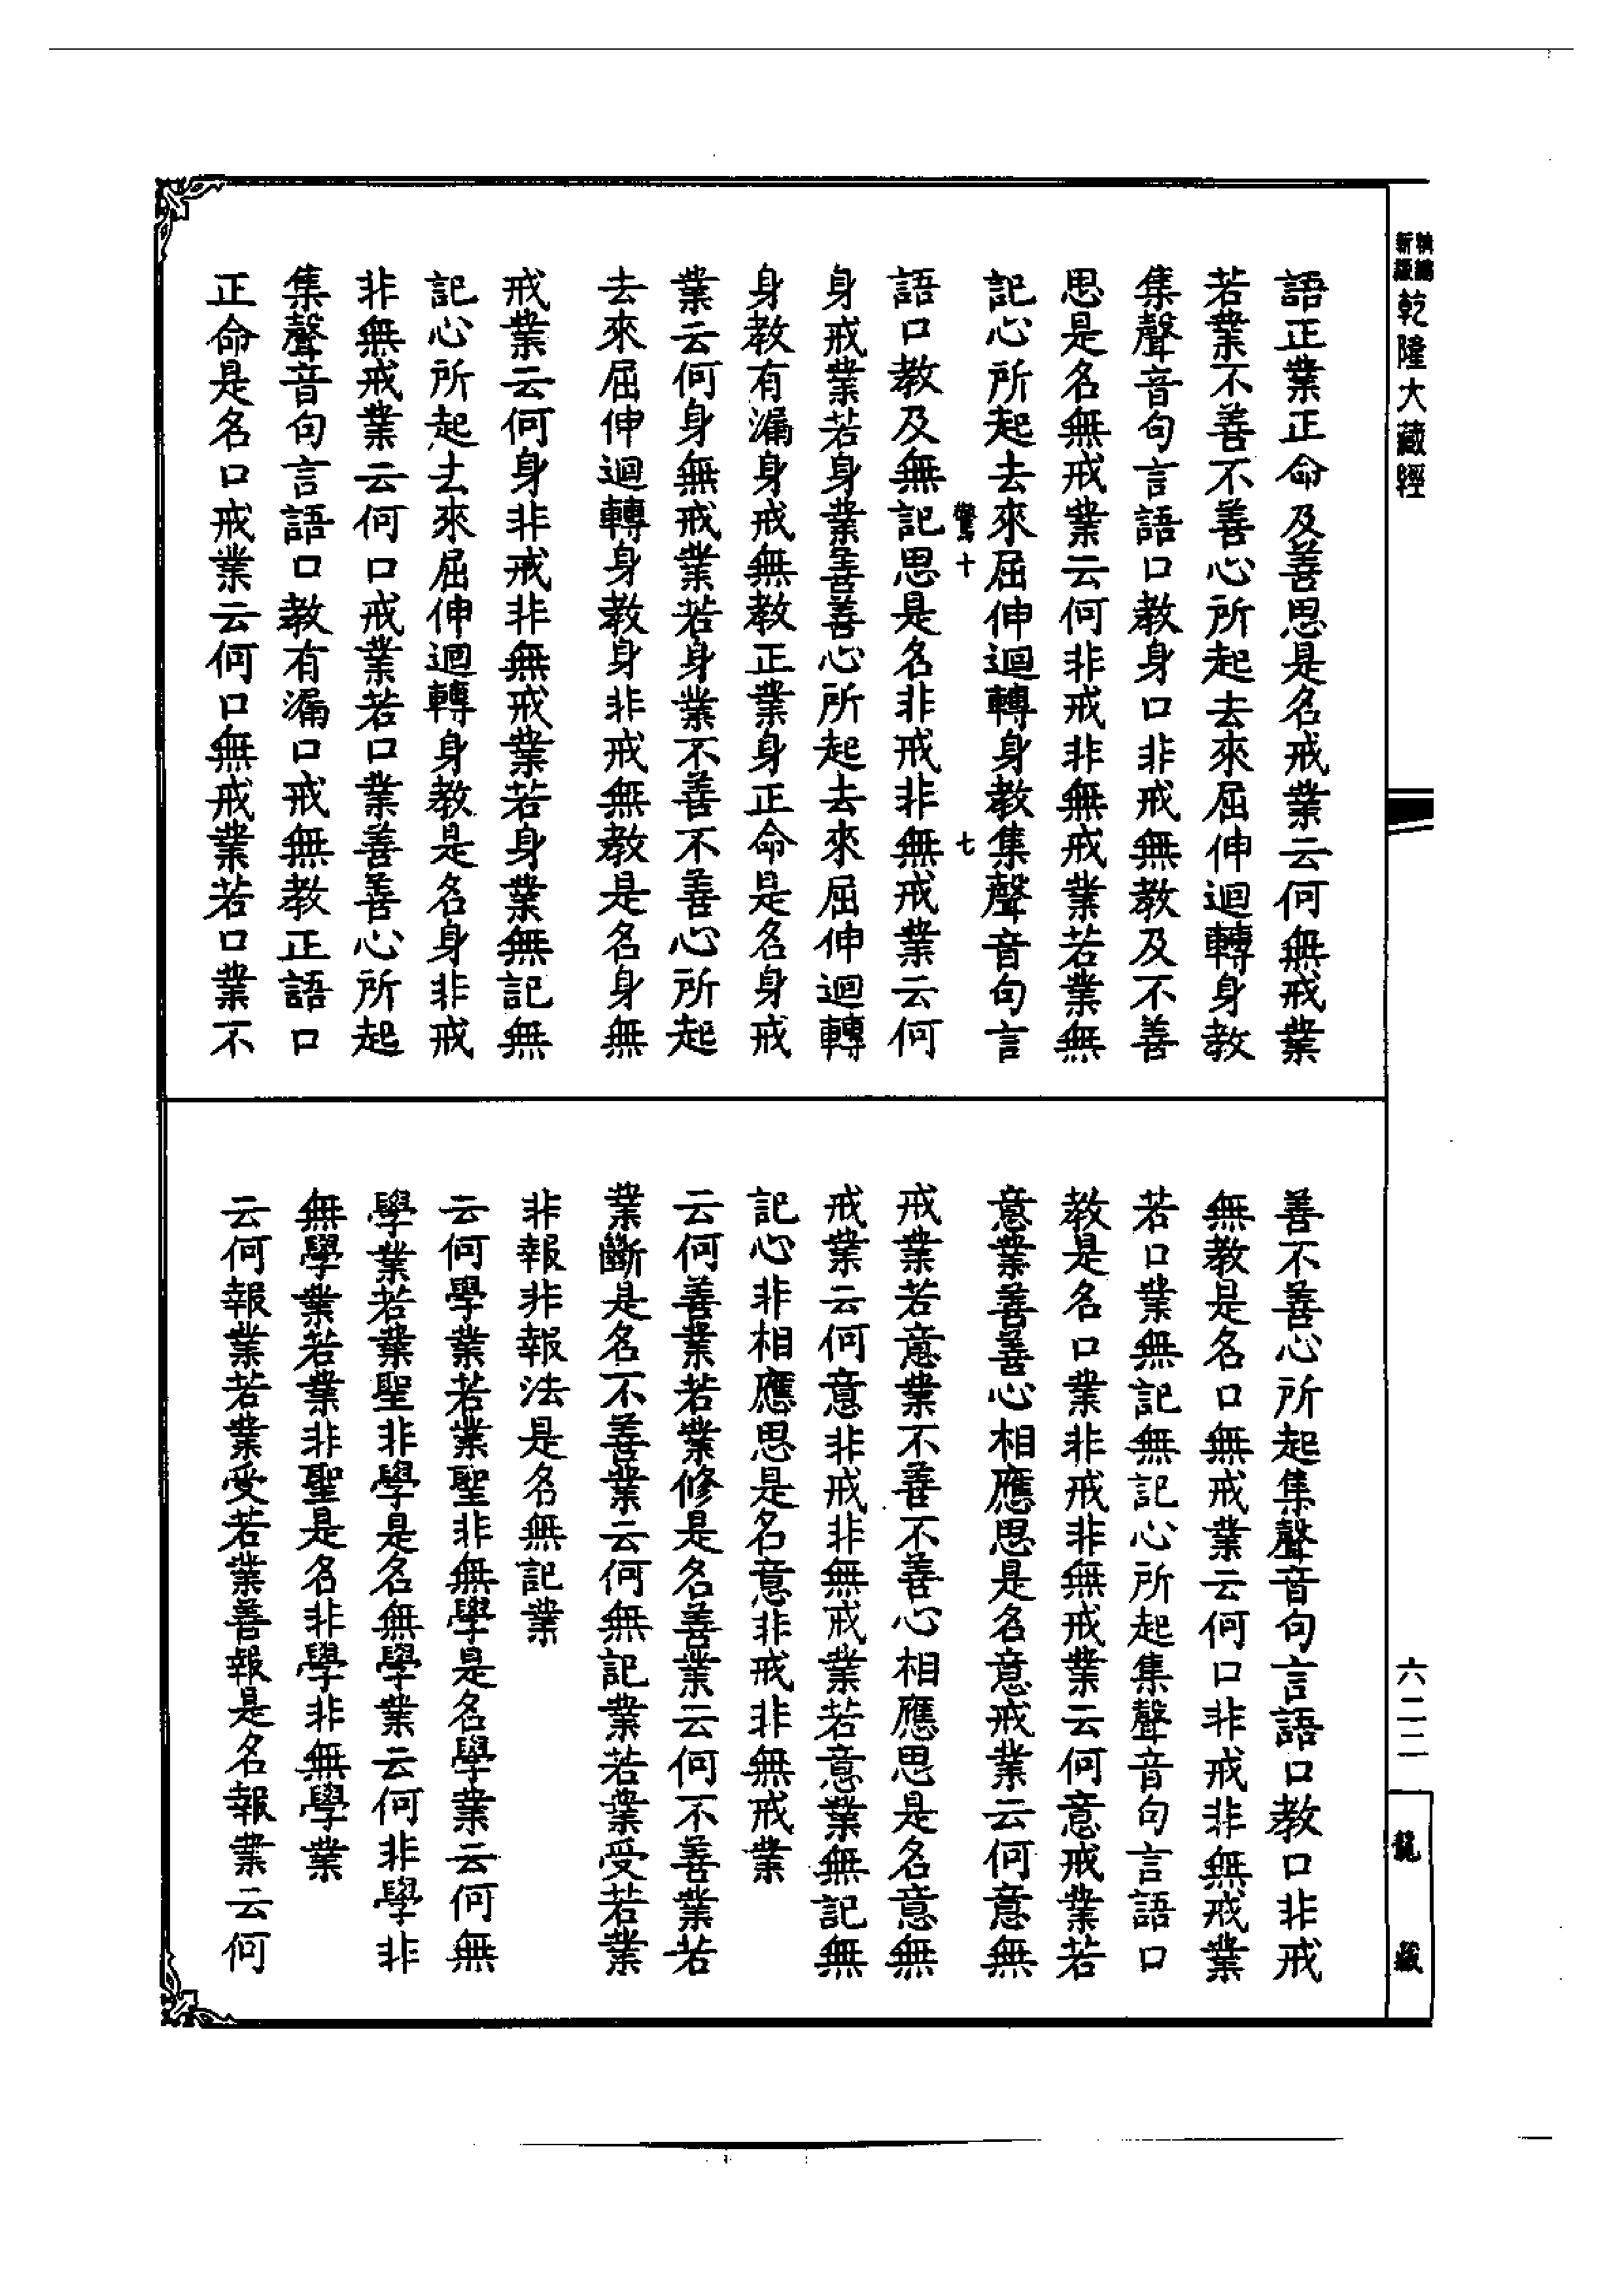 新編縮版乾隆大藏經
六二二
龍藏
語正業正命及善思是名戒業云何無戒業
若業不善不善心所起去來屈伸迴轉身教
集聲音句言語口教身口非戒無教及不善
思是名無戒業云何非戒非無戒業若業無
記心所起去來屈伸迴轉身教集聲音句言
十 七
語口教及無記思是名非戒非無戒業云何
身戒業若身業善善心所起去來屈伸迴轉
身教有漏身戒無教正業身正命是名身戒
業云何身無戒業若身業不善不善心所起
去來屈伸迴轉身教身非戒無教是名身無
戒業云何身非戒非無戒業若身業無記無
記心所起去來屈伸迴轉身教是名身非戒
非無戒業云何口戒業若口業善善心所起
集聲音句言語口教有漏口戒無教正語口
正命是名口戒業云何口無戒業若口業不
善不善心所起集聲音句言語口教口非戒
無教是名口無戒業云何口非戒非無戒業
若口業無記無記心所起集聲音句言語口
教是名口業非戒非無戒業云何意戒業若
意業善善心相應思是名意戒業云何意無
戒業若意業不善不善心相應思是名意無
戒業云何意非戒非無戒業若意業無記無
記心非相應思是名意非戒非無戒業
云何善業若業修是名善業云何不善業若
業斷是名不善業云何無記業若業受若業
非報非報法是名無記業
云何學業若業聖非無學是名學業云何無
學業若業聖非學是名無學業云何非學非
無學業若業非聖是名非學非無學業
云何報業若業受若業善報是名報業云何